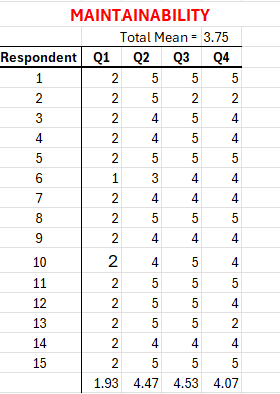 MAINTAINABILITY
Total Mean = 3.75
Respondent Q1 Q2 Q3 Q4
1 2 5 5 5
2 2 5 2 2
3 2 4 5 4
4 2 4 5 4
5 2 5 5 5
6 1 3 4 4
7 2 4 4 4
8 2 5 5 5
9 2 4 4 4
10 2 4 5 4
11 2 5 5 5
12 2 5 5 4
13 2 5 5 2
14 2 4 4 4
15 2 5 5 5
1.93 4.47 4.53 4.07